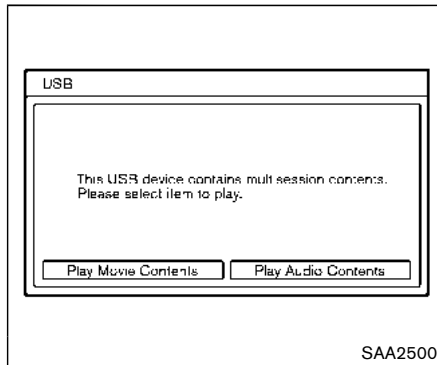 USB
This USB device contains multi session contents.
Please select item to play.
Play Movie Contents
Play Audio Contents
SAA2500